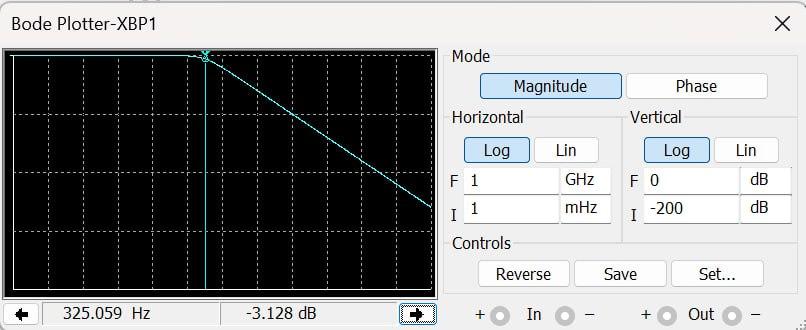 Bode Plotter-XBP1
Mode
Magnitude Phase
Horizontal Vertical
Log Lin Log Lin
F 1 GHz F 0 dB
I 1 mHz I -200 dB
Controls
Reverse Save Set...
325.059 Hz -3.128 dB + In − + Out −